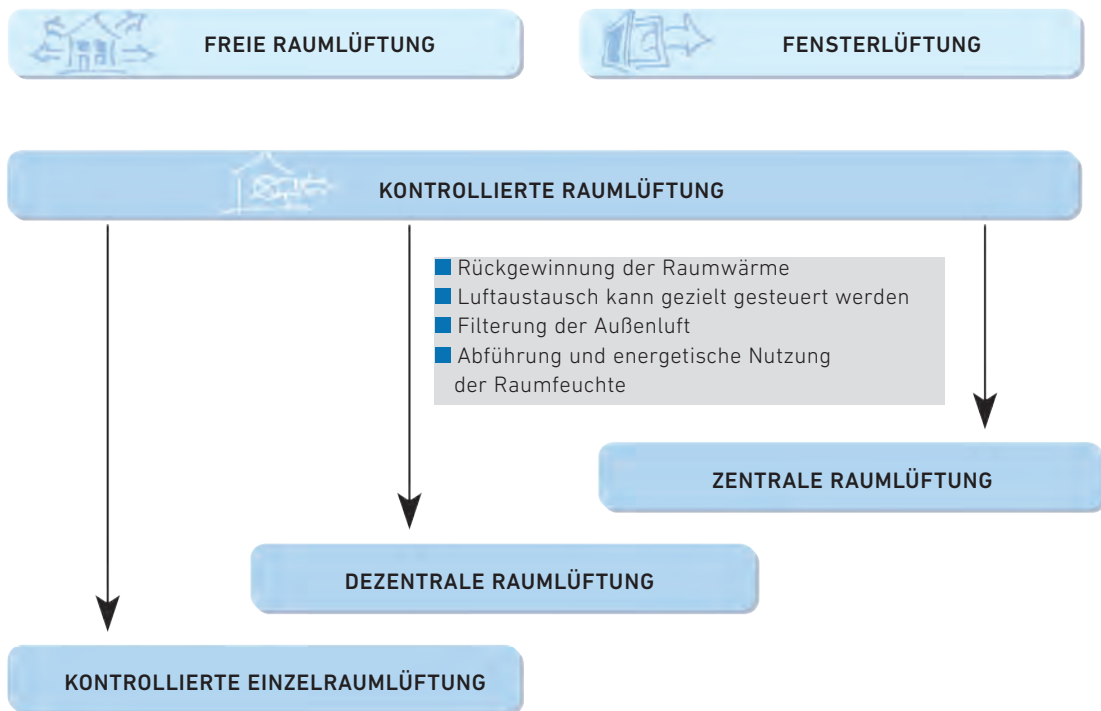 FREIE RAUMLÜFTUNG
FENSTERLÜFTUNG
KONTROLLIERTE RAUMLÜFTUNG
■ Rückgewinnung der Raumwärme
■ Luftaustausch kann gezielt gesteuert werden
■ Filterung der Außenluft
■ Abführung und energetische Nutzung
der Raumfeuchte
ZENTRALE RAUMLÜFTUNG
DEZENTRALE RAUMLÜFTUNG
KONTROLLIERTE EINZELRAUMLÜFTUNG